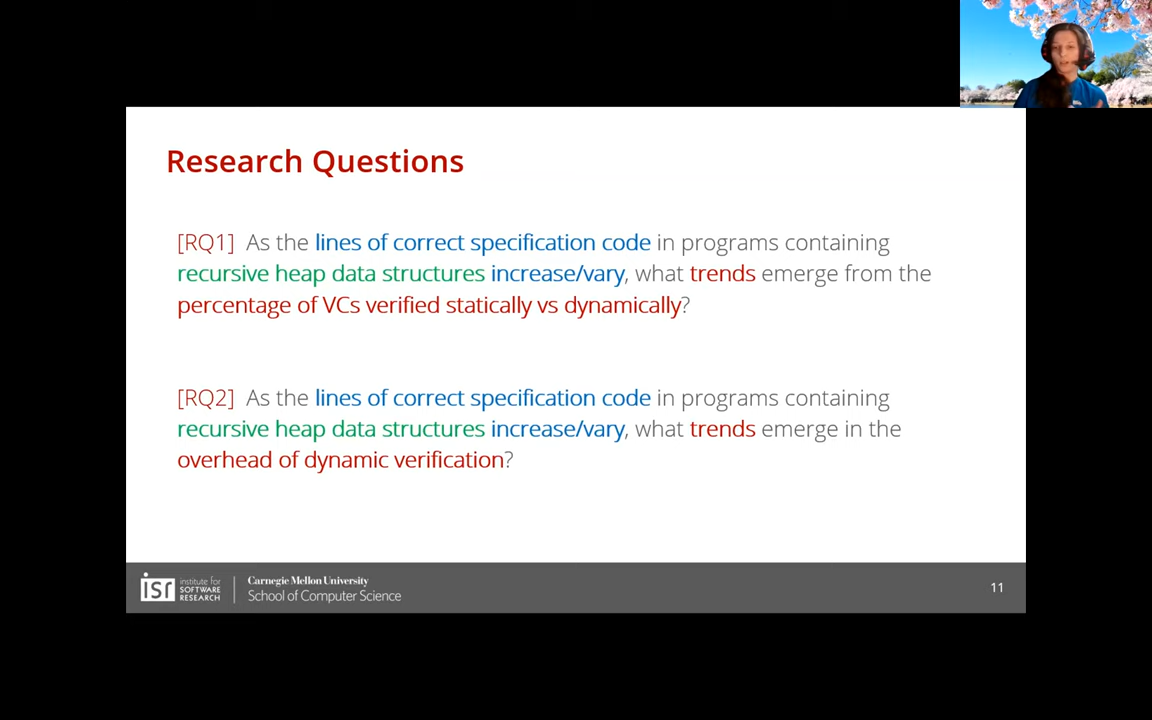 Research Questions
[RQ1] As the lines of correct specification code in programs containing
recursive heap data structures increase/vary, what trends emerge from the
percentage of VCs verified statically vs dynamically?
[RQ2] As the lines of correct specification code in programs containing
recursive heap data structures increase/vary, what trends emerge in the
overhead of dynamic verification?
isr institute for SOFTWARE RESEARCH
Carnegie Mellon University
School of Computer Science
11